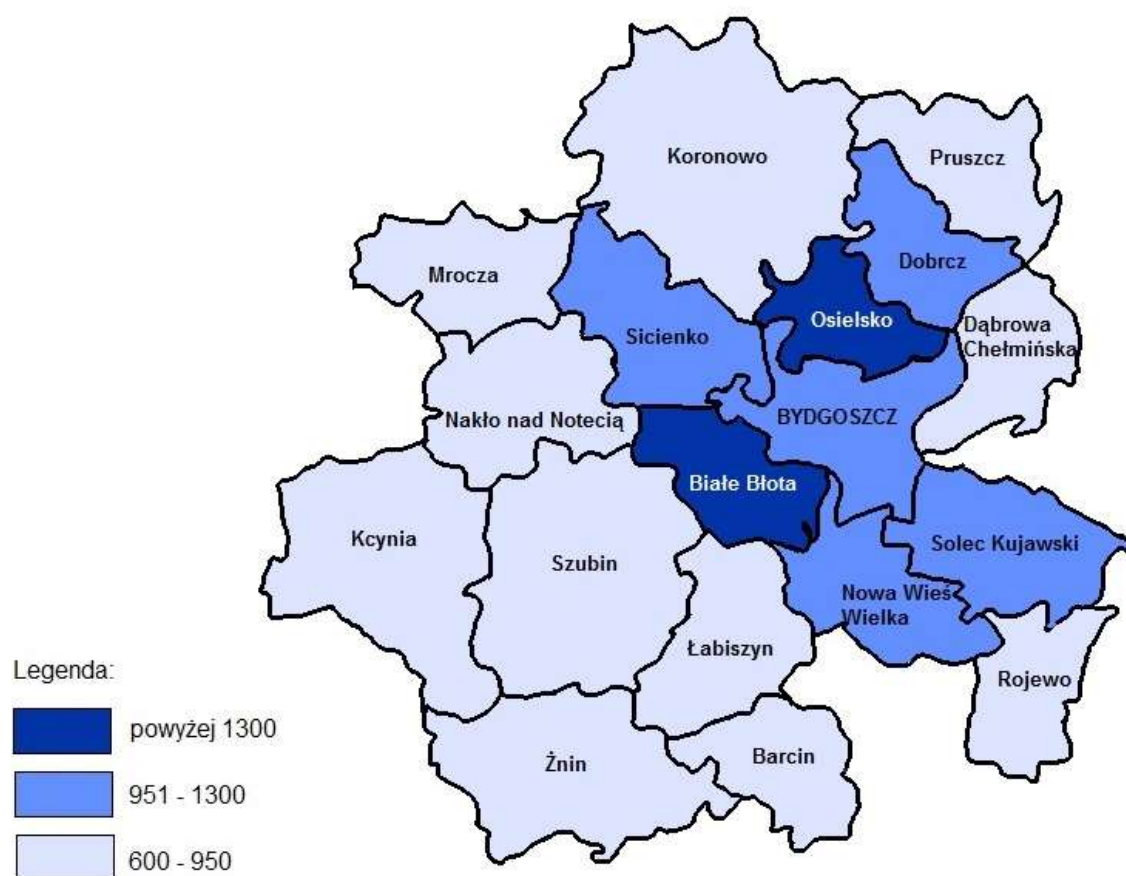 Koronowo
Pruszcz
Dobrcz
Mrocza
Osielsko
Sicienko
Dąbrowa
Chełmińska
Nakło nad Notecią
BYDGOSZCZ
Białe Błota
Kcynia
Solec Kujawski
Szubin
Nowa Wieś
Wielka
Łabiszyn
Rojewo
Żnin
Barcin
Legenda:
powyżej 1300
951 - 1300
600 - 950